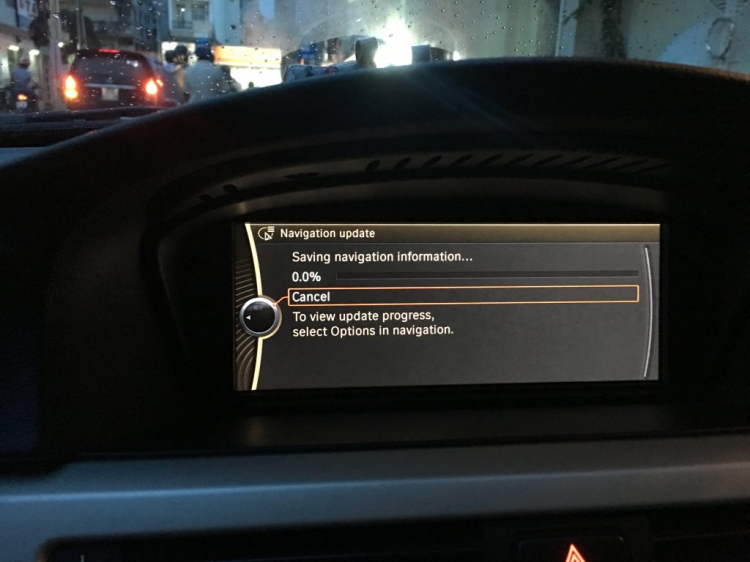 Navigation update
Saving navigation information...
0.0%
Cancel
To view update progress,
select Options in navigation.